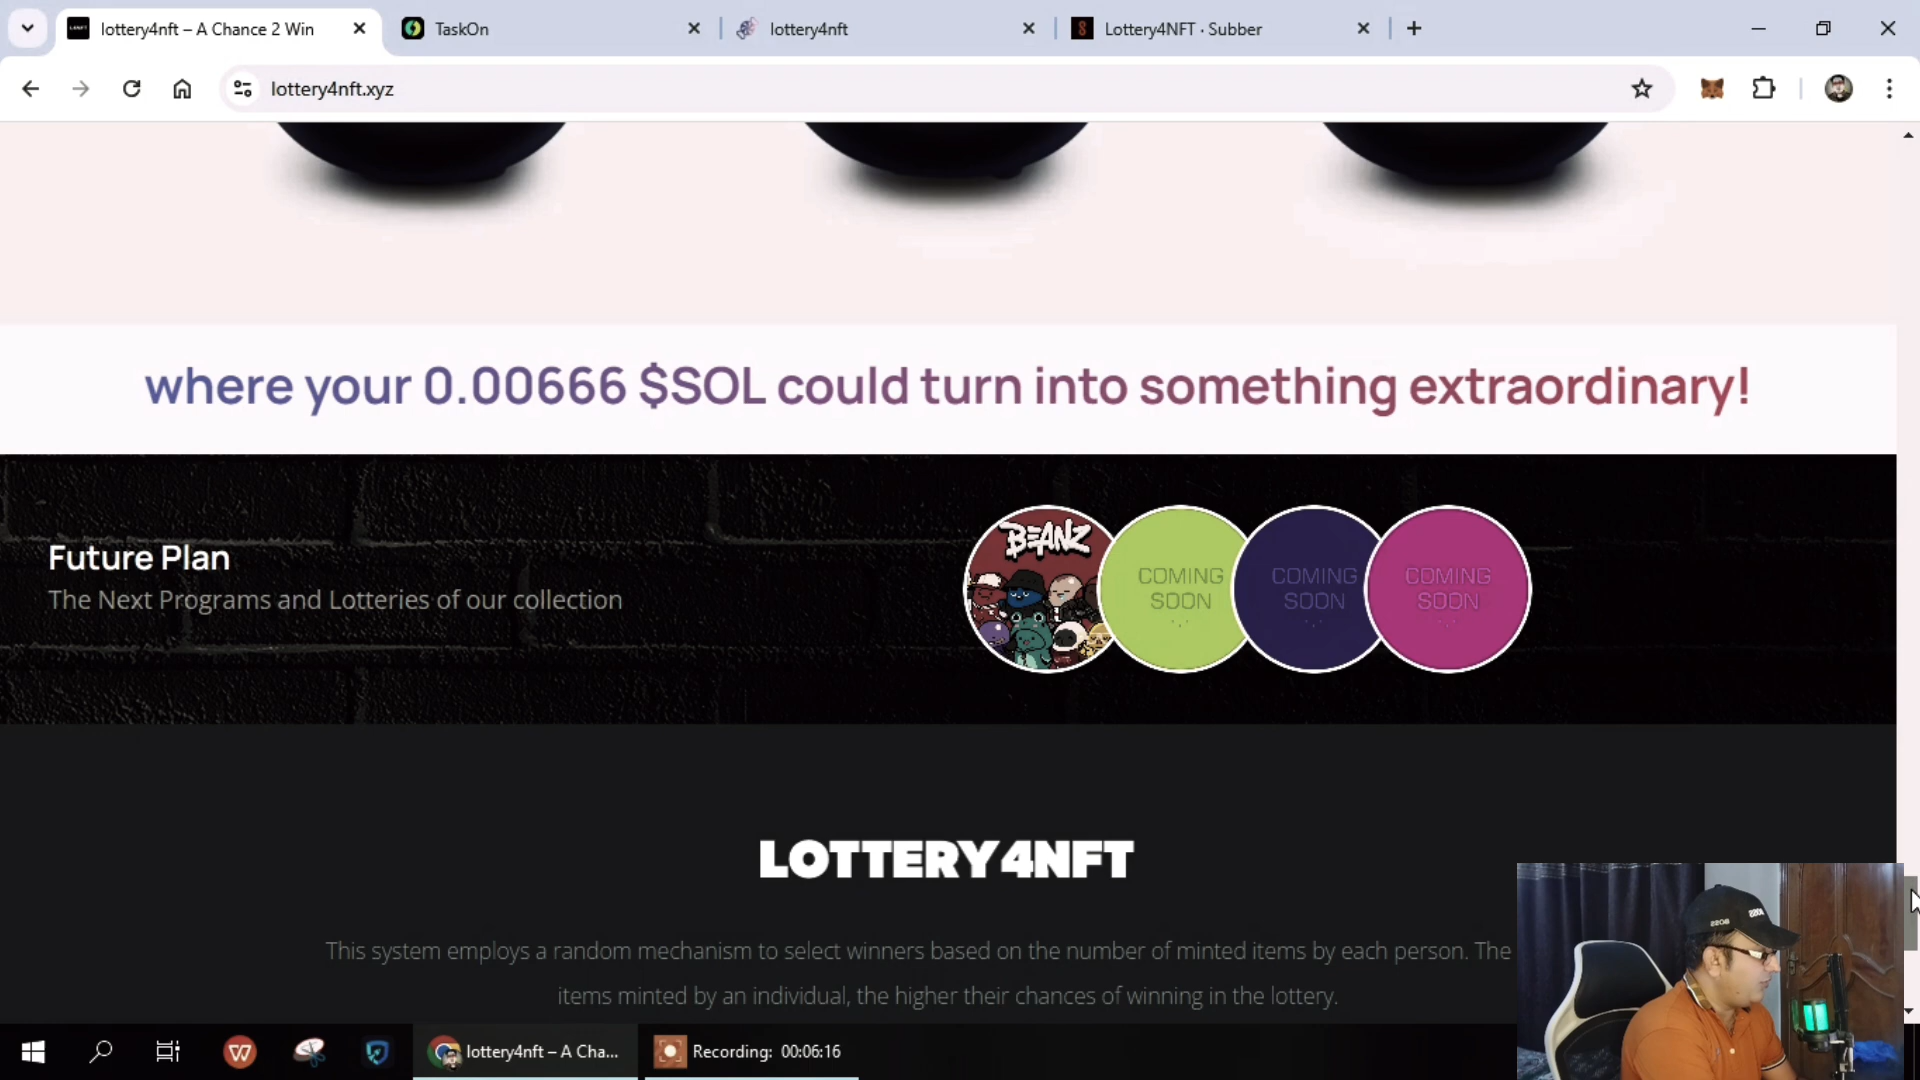 lottery4nft – A Chance 2 Win
TaskOn
lottery4nft
Lottery4NFT · Subber
lottery4nft.xyz
where your 0.00666 $SOL could turn into something extraordinary!
Future Plan
The Next Programs and Lotteries of our collection
BEANZ
COMING
SOON
COMING
SOON
COMING
SOON
LOTTERY4NFT
This system employs a random mechanism to select winners based on the number of minted items by each person. The
items minted by an individual, the higher their chances of winning in the lottery.
lottery4nft – A Cha...
Recording: 00:06:16